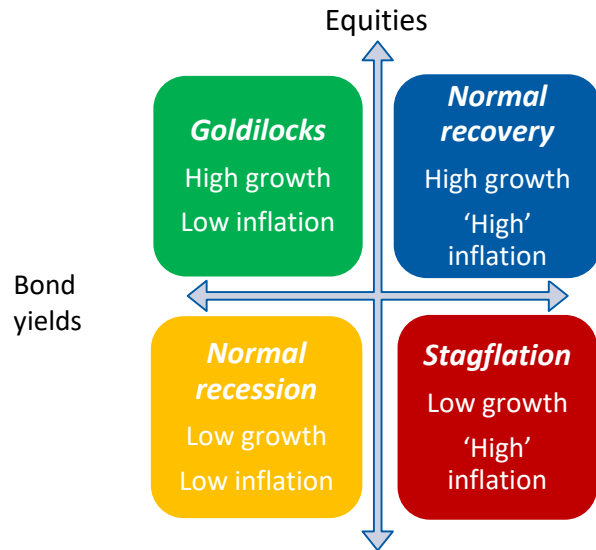 Equities
Goldilocks
High growth
Low inflation
Normal
recovery
High growth
‘High’
inflation
Bond
yields
Normal
recession
Low growth
Low inflation
Stagflation
Low growth
‘High’
inflation